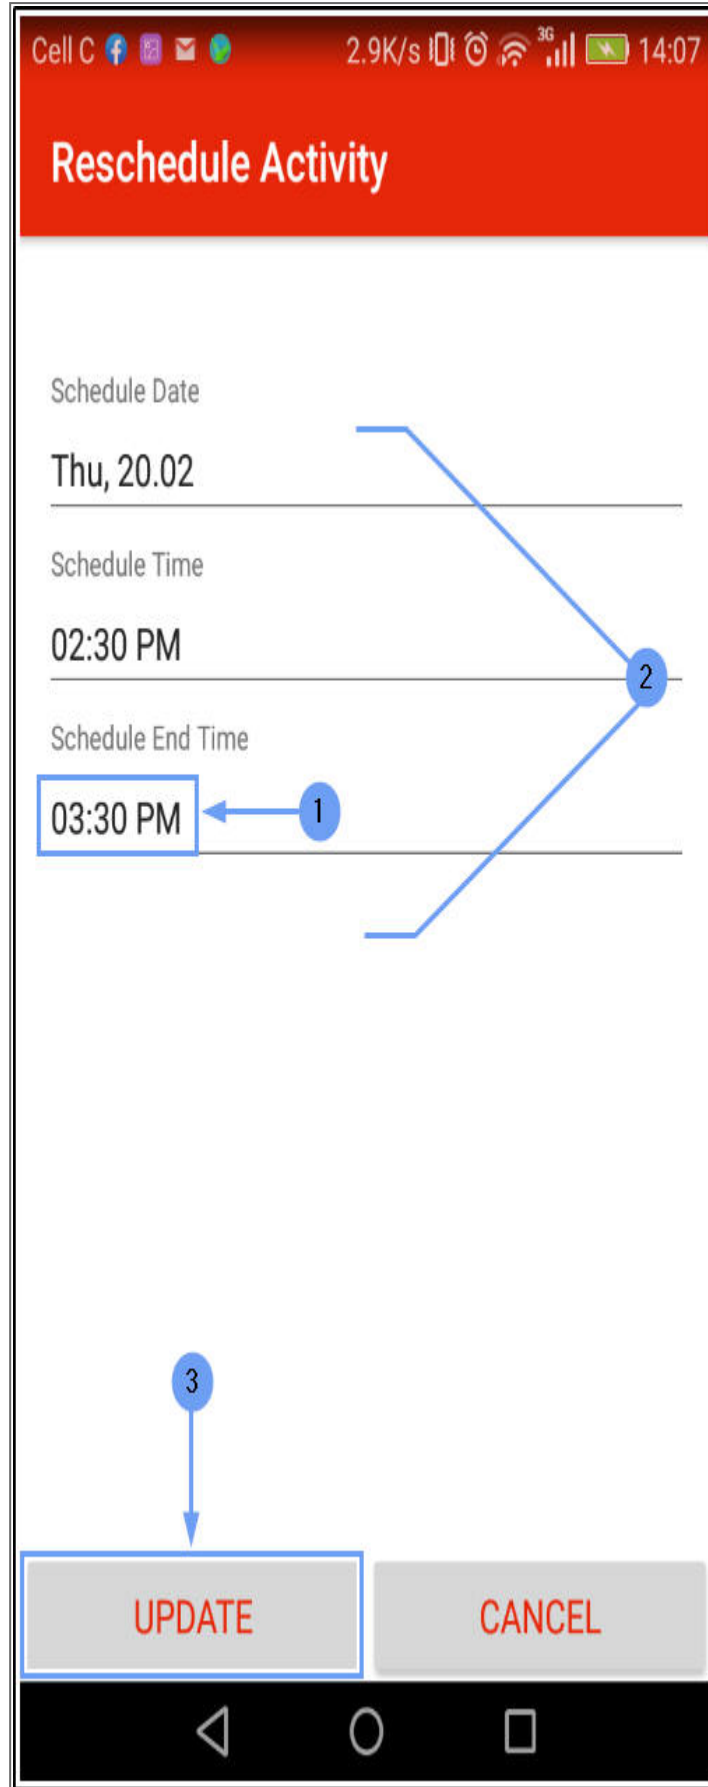 Cell C 2.9K/s 3G 14:07
Reschedule Activity
Schedule Date
Thu, 20.02
Schedule Time
02:30 PM
2
Schedule End Time
03:30 PM 1
3
UPDATE CANCEL